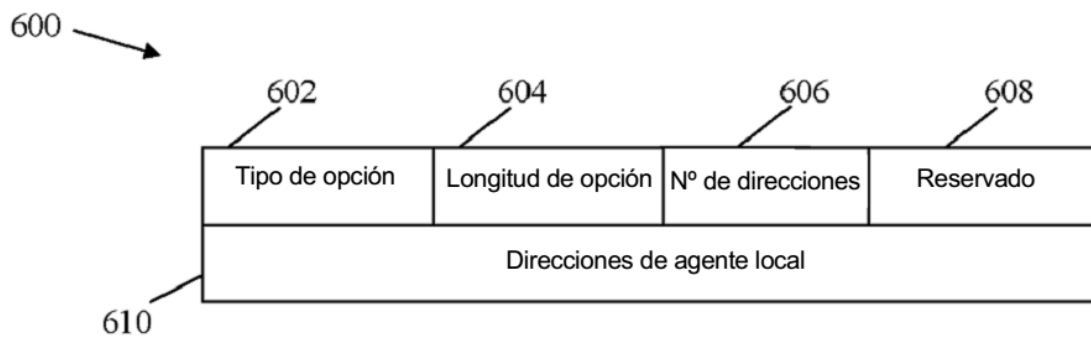 600
602 604 606 608
Tipo de opción Longitud de opción Nº de direcciones Reservado
Direcciones de agente local
610